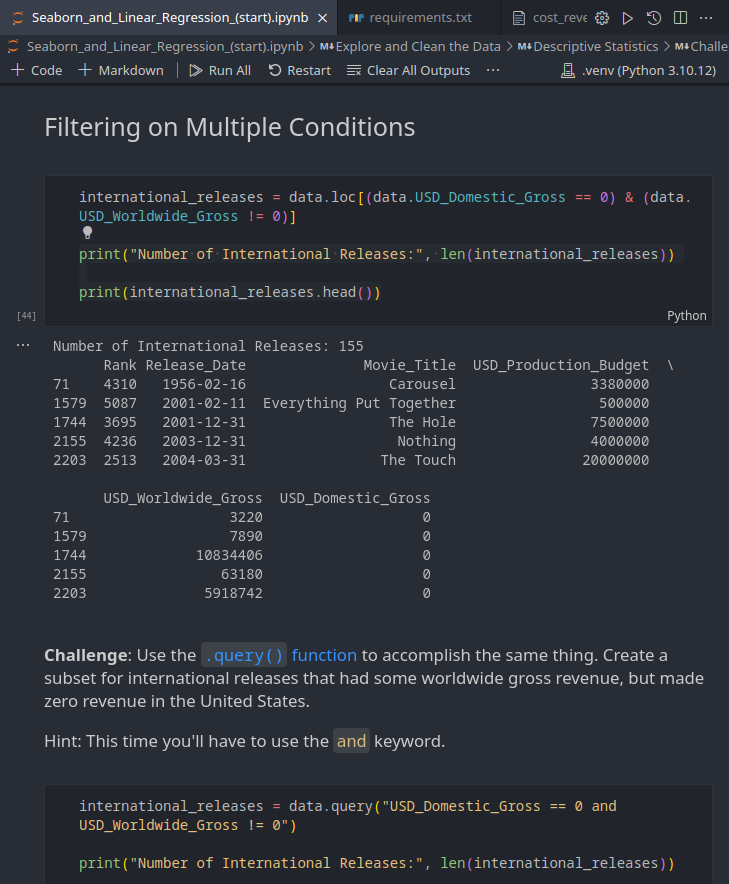 Seaborn_and_Linear_Regression_(start).ipynb × requirements.txt cost_reve ···
Seaborn_and_Linear_Regression_(start).ipynb > M↓Explore and Clean the Data > M↓Descriptive Statistics > M↓Challe
+ Code + Markdown | Run All Restart Clear All Outputs ··· .venv (Python 3.10.12)
Filtering on Multiple Conditions
international_releases = data.loc[(data.USD_Domestic_Gross == 0) & (data.
USD_Worldwide_Gross != 0)]
print("Number of International Releases:", len(international_releases))
print(international_releases.head())
[44] Python
··· Number of International Releases: 155
Rank Release_Date Movie_Title USD_Production_Budget \
71 4310 1956-02-16 Carousel 3380000
1579 5087 2001-02-11 Everything Put Together 500000
1744 3695 2001-12-31 The Hole 7500000
2155 4236 2003-12-31 Nothing 4000000
2203 2513 2004-03-31 The Touch 20000000
USD_Worldwide_Gross USD_Domestic_Gross
71 3220 0
1579 7890 0
1744 10834406 0
2155 63180 0
2203 5918742 0
Challenge: Use the .query() function to accomplish the same thing. Create a
subset for international releases that had some worldwide gross revenue, but made
zero revenue in the United States.
Hint: This time you'll have to use the and keyword.
international_releases = data.query("USD_Domestic_Gross == 0 and
USD_Worldwide_Gross != 0")
print("Number of International Releases:", len(international_releases))